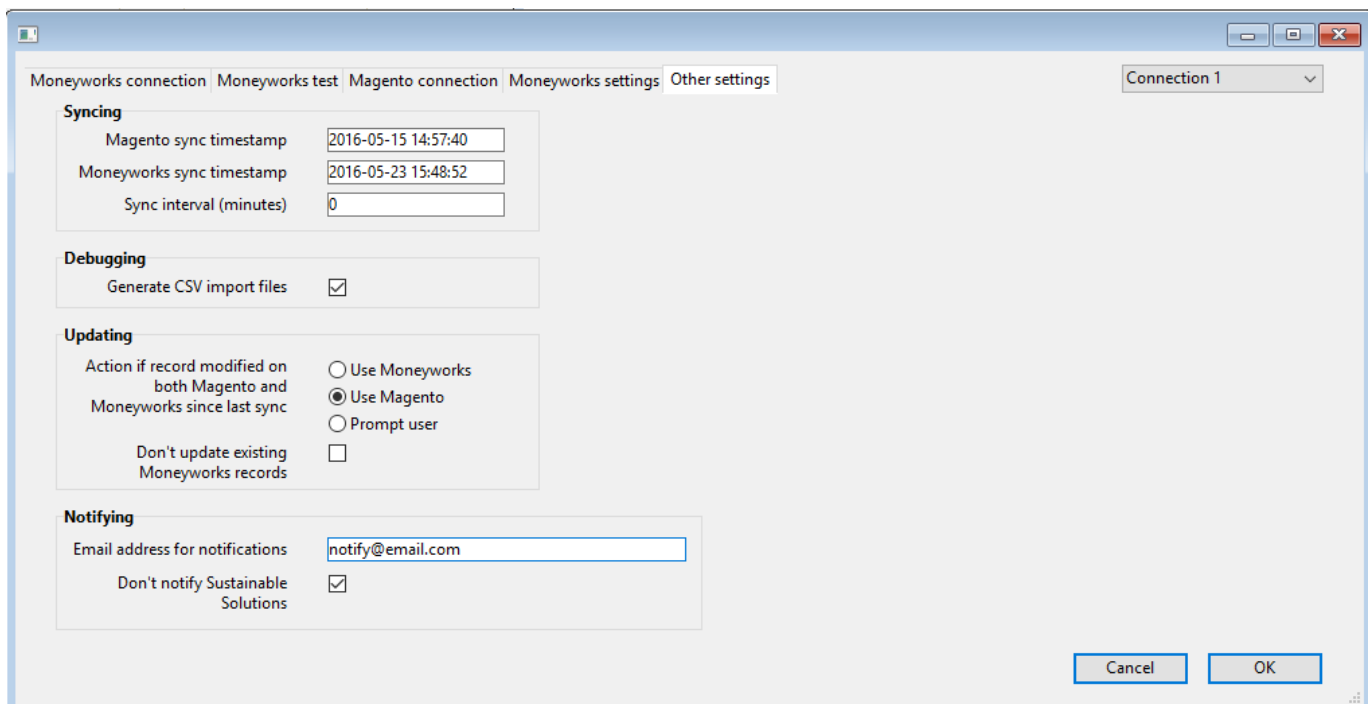 Moneyworks connection Moneyworks test Magento connection Moneyworks settings Other settings Connection 1
Syncing
Magento sync timestamp 2016-05-15 14:57:40
Moneyworks sync timestamp 2016-05-23 15:48:52
Sync interval (minutes) 0
Debugging
Generate CSV import files
Updating
Action if record modified on
both Magento and
Moneyworks since last sync
Use Moneyworks
Use Magento
Prompt user
Don't update existing
Moneyworks records
Notifying
Email address for notifications notify@email.com
Don't notify Sustainable
Solutions
Cancel OK